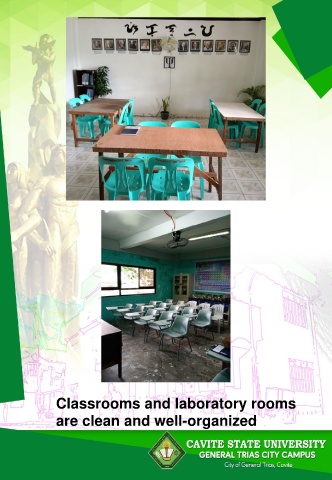 Classrooms and laboratory rooms
are clean and well-organized
CAVITE STATE UNIVERSITY
GENERAL TRIAS CITY CAMPUS
City of General Trias, Cavite